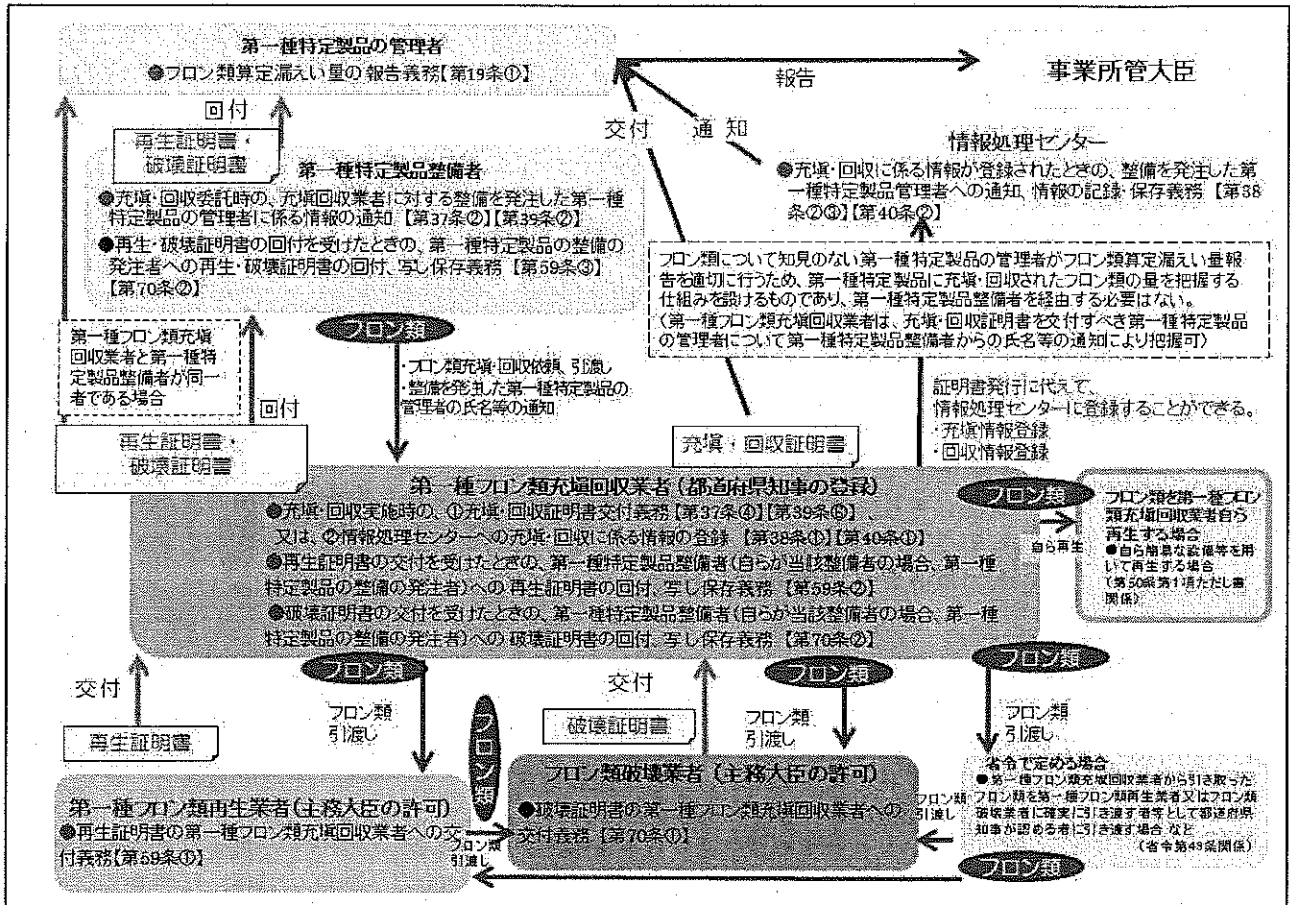 第一種特定製品の管理者
●フロン類算定漏えい量の報告義務【第19条①】
報告
事業所管大臣
回付
再生証明書・
破壊証明書
交付
通知
第一種特定製品整備者
●充填・回収委託時の、充填回収業者に対する整備を発注した第一種
特定製品の管理者に係る情報の通知【第37条②】【第39条②】
●再生・破壊証明書の回付を受けたときの、第一種特定製品の整備の
発注者への再生・破壊証明書の回付、写し保存義務【第59条③】
【第70条②】
情報処理センター
●充填・回収に係る情報が登録されたときの、整備を発注した第
一種特定製品管理者への通知、情報の記録・保存義務【第38
条②③】【第40条②】
フロン類について知見のない第一種特定製品の管理者がフロン類算定漏えい量報
告を適切に行うため、第一種特定製品に充填・回収されたフロン類の量を把握する
仕組みを設けるものであり、第一種特定製品整備者を経由する必要はない。
（第一種フロン類充填回収業者は、充填・回収証明書を交付すべき第一種特定製品
の管理者について第一種特定製品整備者からの氏名等の通知により把握可）
第一種フロン類充填
回収業者と第一種特
定製品整備者が同一
者である場合
回付
フロン類
・フロン類充填・回収依頼、引渡し
・整備を発注した第一種特定製品の
管理者の氏名等の通知
証明書発行に代えて、
情報処理センターに登録することができる。
・充填情報登録
・回収情報登録
再生証明書・
破壊証明書
充填・回収証明書
第一種フロン類充填回収業者（都道府県知事の登録）
●充填・回収実施時の、①充填・回収証明書交付義務【第37条④】【第39条⑥】、
又は、②情報処理センターへの充填・回収に係る情報の登録【第38条①】【第40条①】
●再生証明書の交付を受けたときの、第一種特定製品整備者（自らが当該整備者の場合、第一種
特定製品の整備の発注者）への再生証明書の回付、写し保存義務【第59条②】
●破壊証明書の交付を受けたときの、第一種特定製品整備者（自らが当該整備者の場合、第一種
特定製品の整備の発注者）への破壊証明書の回付、写し保存義務【第70条②】
フロン類
自ら再生
フロン類を第一種フロン
類充填回収業者自ら
再生する場合
●自ら簡易な設備等を用
いて再生する場合
（第50条第1項ただし書
関係）
フロン類
フロン類
フロン類
交付
再生証明書
フロン類
引渡し
フロン類
交付
破壊証明書
フロン類
引渡し
フロン類
引渡し
第一種フロン類再生業者（主務大臣の許可）
●再生証明書の第一種フロン類充填回収業者への交
付義務【第59条①】
フロン類
引渡し
フロン類破壊業者（主務大臣の許可）
●破壊証明書の第一種フロン類充填回収業者への
交付義務【第70条①】
フロン類
引渡し
省令で定める場合
●第一種フロン類充填回収業者から引き取った
フロン類を第一種フロン類再生業者又はフロン類
破壊業者に確実に引き渡す者等として都道府県
知事が認める者に引き渡す場合 など
（省令第49条関係）
フロン類